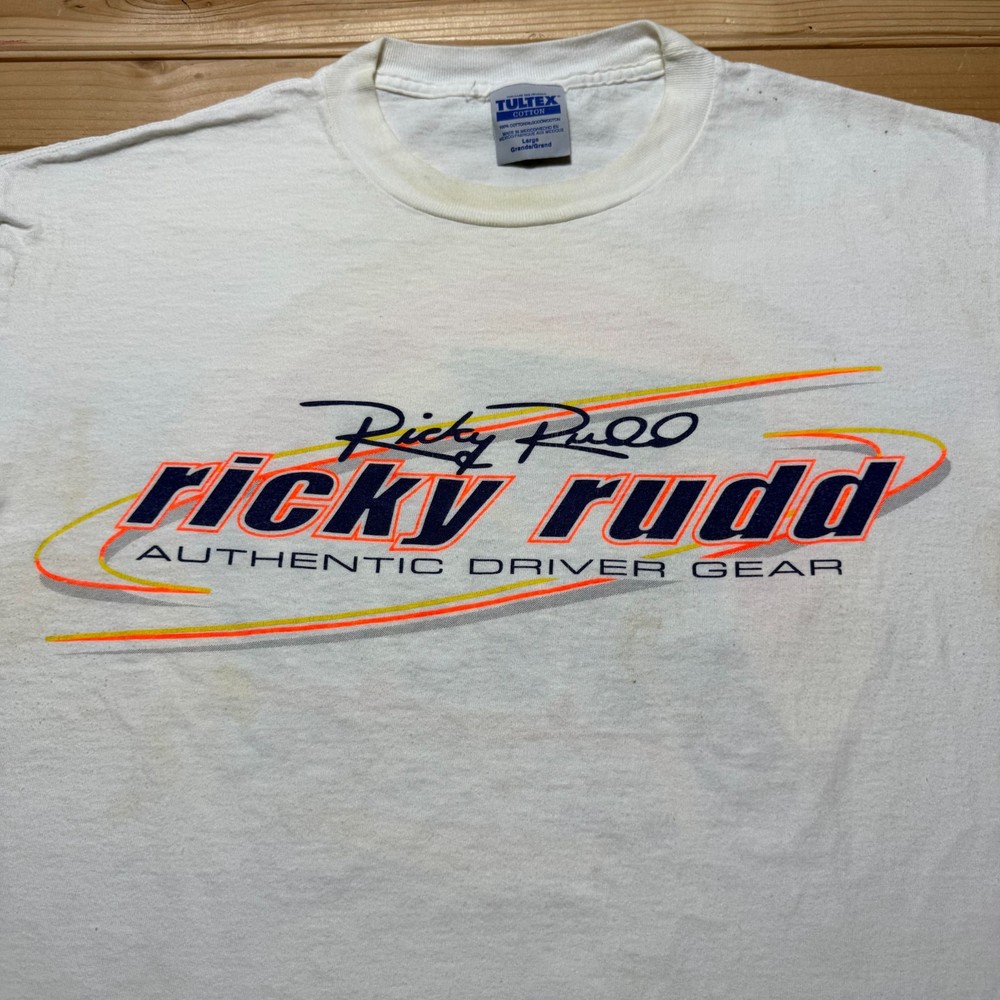 TULTEX
COTTON
Large
Grande/Grand
Ricky Rudd
ricky rudd
AUTHENTIC DRIVER GEAR